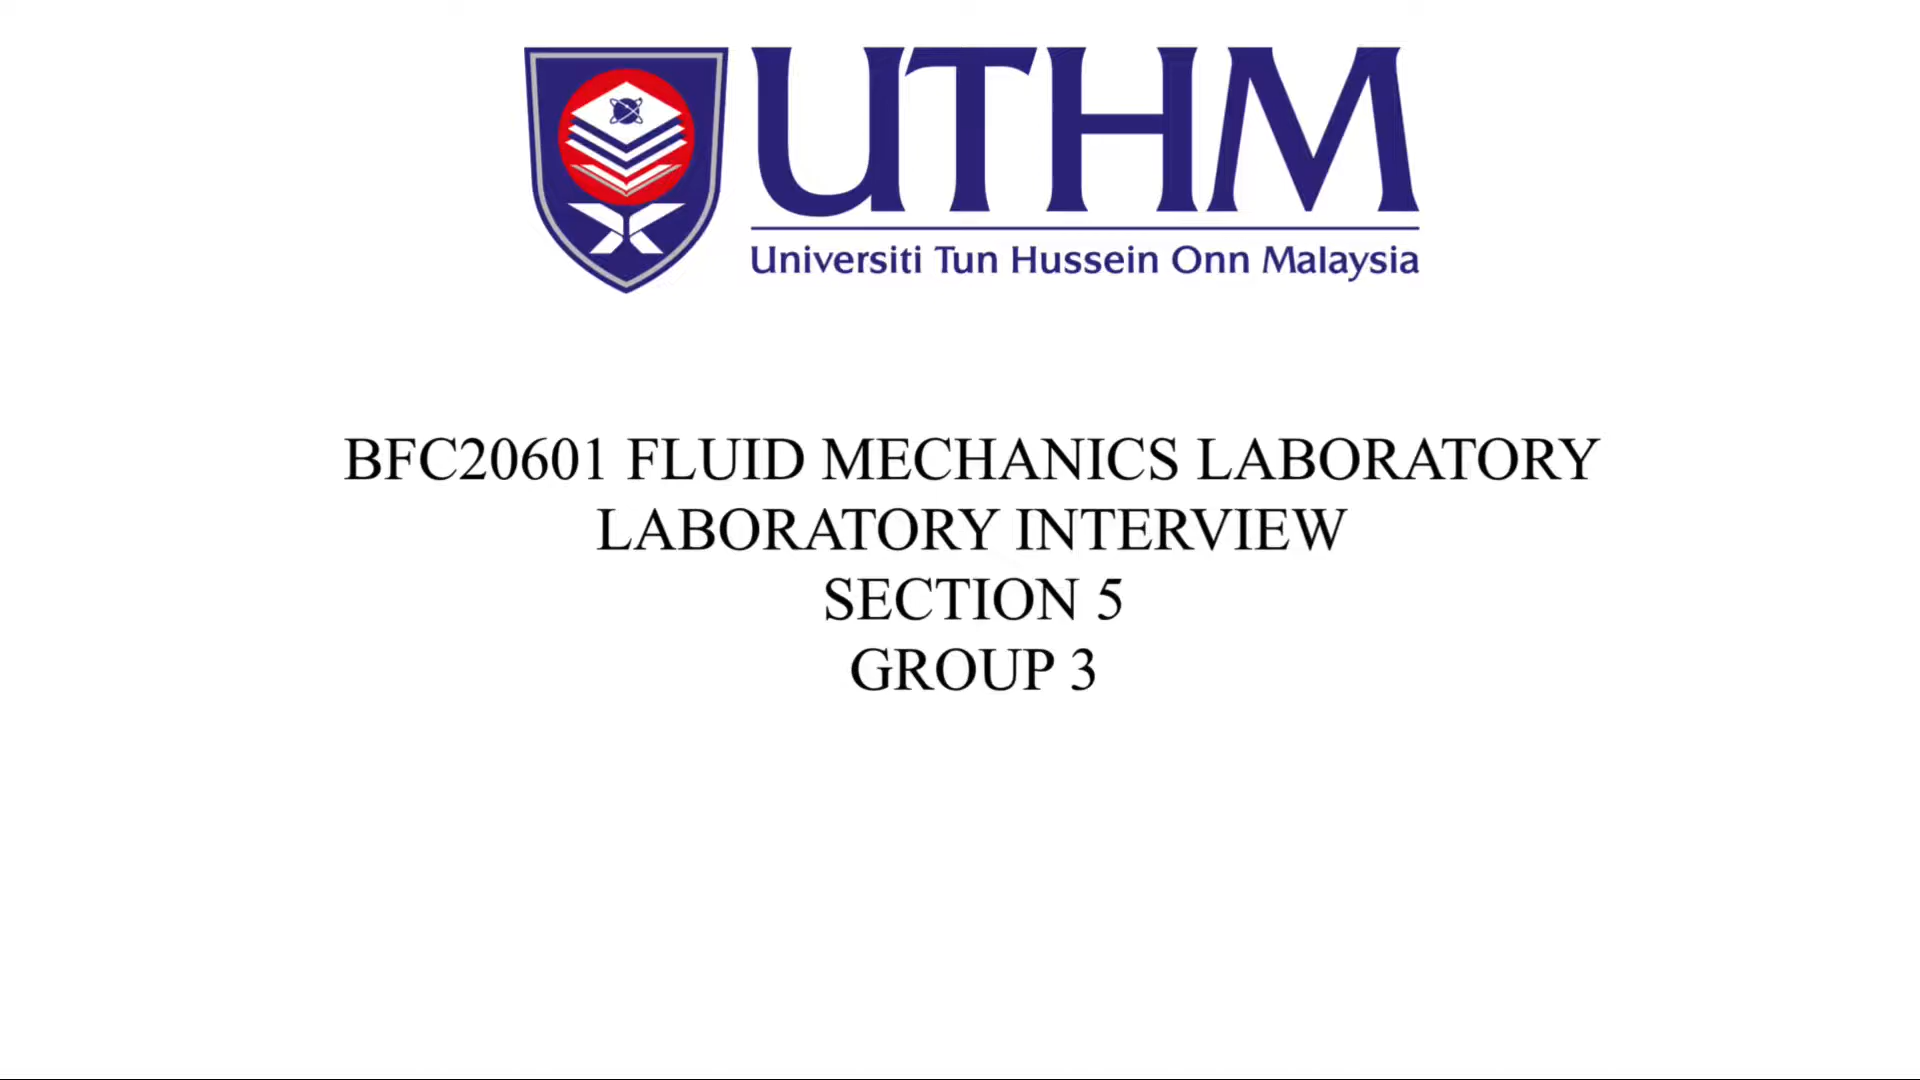 UTHM
Universiti Tun Hussein Onn Malaysia
BFC20601 FLUID MECHANICS LABORATORY
LABORATORY INTERVIEW
SECTION 5
GROUP 3